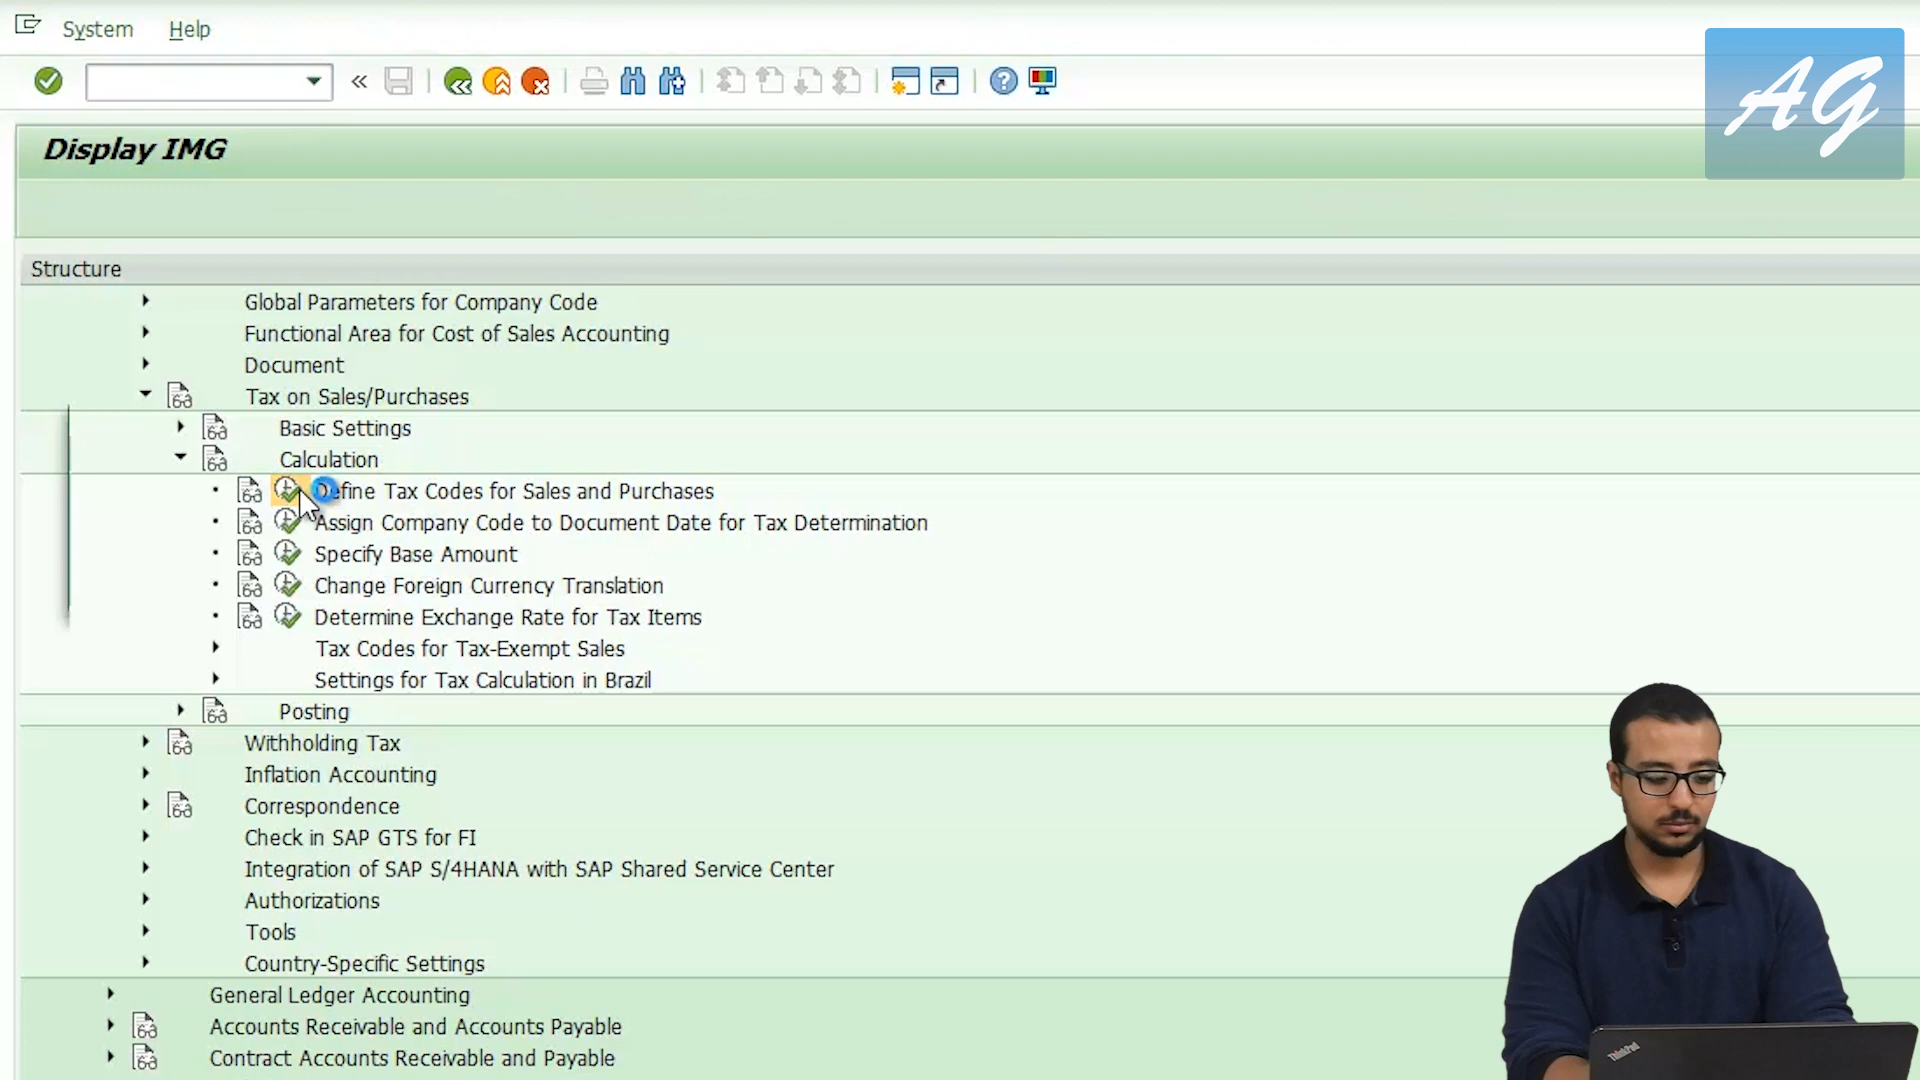 System Help
AG
Display IMG
Structure
Global Parameters for Company Code
Functional Area for Cost of Sales Accounting
Document
Tax on Sales/Purchases
Basic Settings
Calculation
Define Tax Codes for Sales and Purchases
Assign Company Code to Document Date for Tax Determination
Specify Base Amount
Change Foreign Currency Translation
Determine Exchange Rate for Tax Items
Tax Codes for Tax-Exempt Sales
Settings for Tax Calculation in Brazil
Posting
Withholding Tax
Inflation Accounting
Correspondence
Check in SAP GTS for FI
Integration of SAP S/4HANA with SAP Shared Service Center
Authorizations
Tools
Country-Specific Settings
General Ledger Accounting
Accounts Receivable and Accounts Payable
Contract Accounts Receivable and Payable
ThinkPad